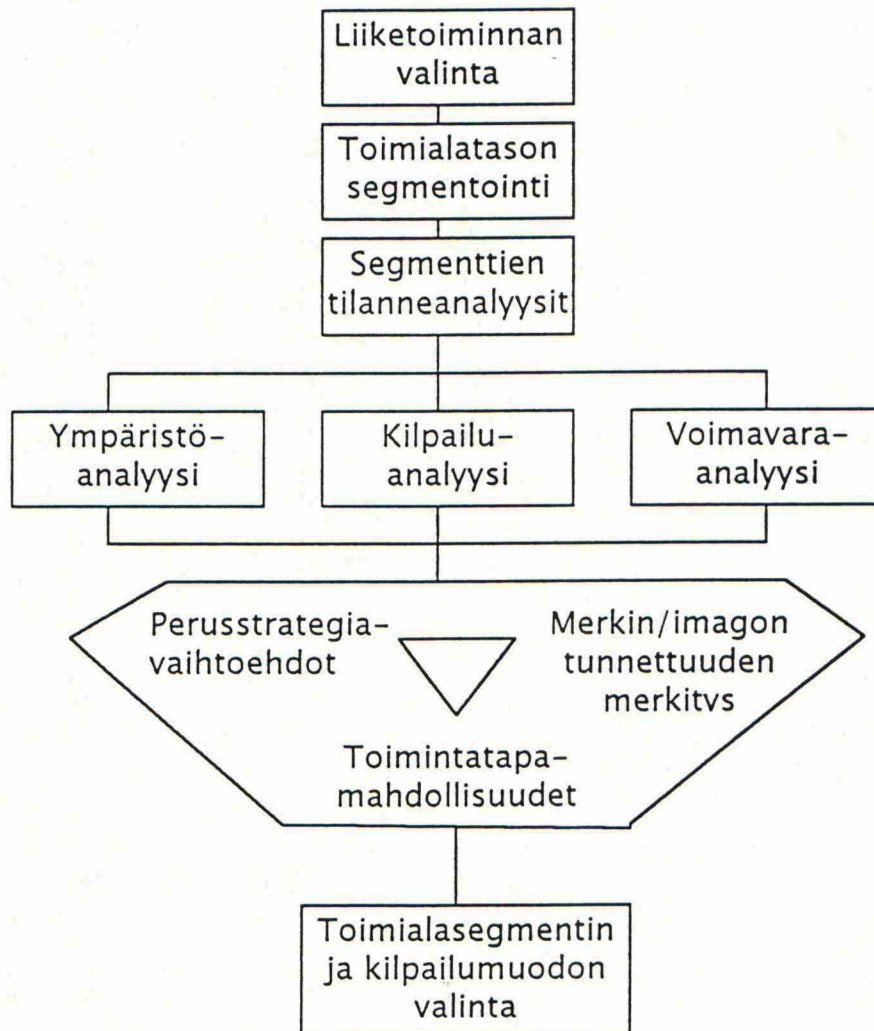 Liiketoiminnan
valinta
Toimialatason
segmentointi
Segmenttien
tilanneanalyysit
Ympäristö-
analyysi
Kilpailu-
analyysi
Voimavara-
analyysi
Perusstrategia-
vaihtoehdot
Merkin/imagon
tunnettuuden
merkitvs
Toimintatapa-
mahdollisuudet
Toimialasegmentin
ja kilpailumuodon
valinta